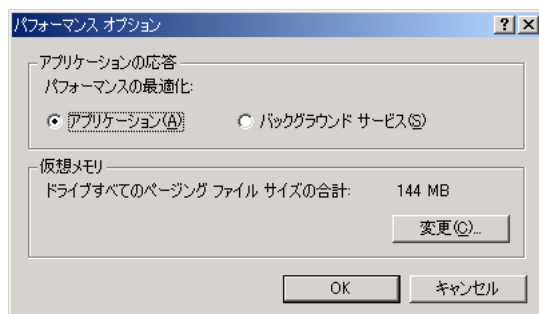 パフォーマンス オプション
アプリケーションの応答
パフォーマンスの最適化:
アプリケーション(A) バックグラウンド サービス(S)
仮想メモリ
ドライブすべてのページング ファイル サイズの合計: 144 MB
変更(C)...
OK キャンセル